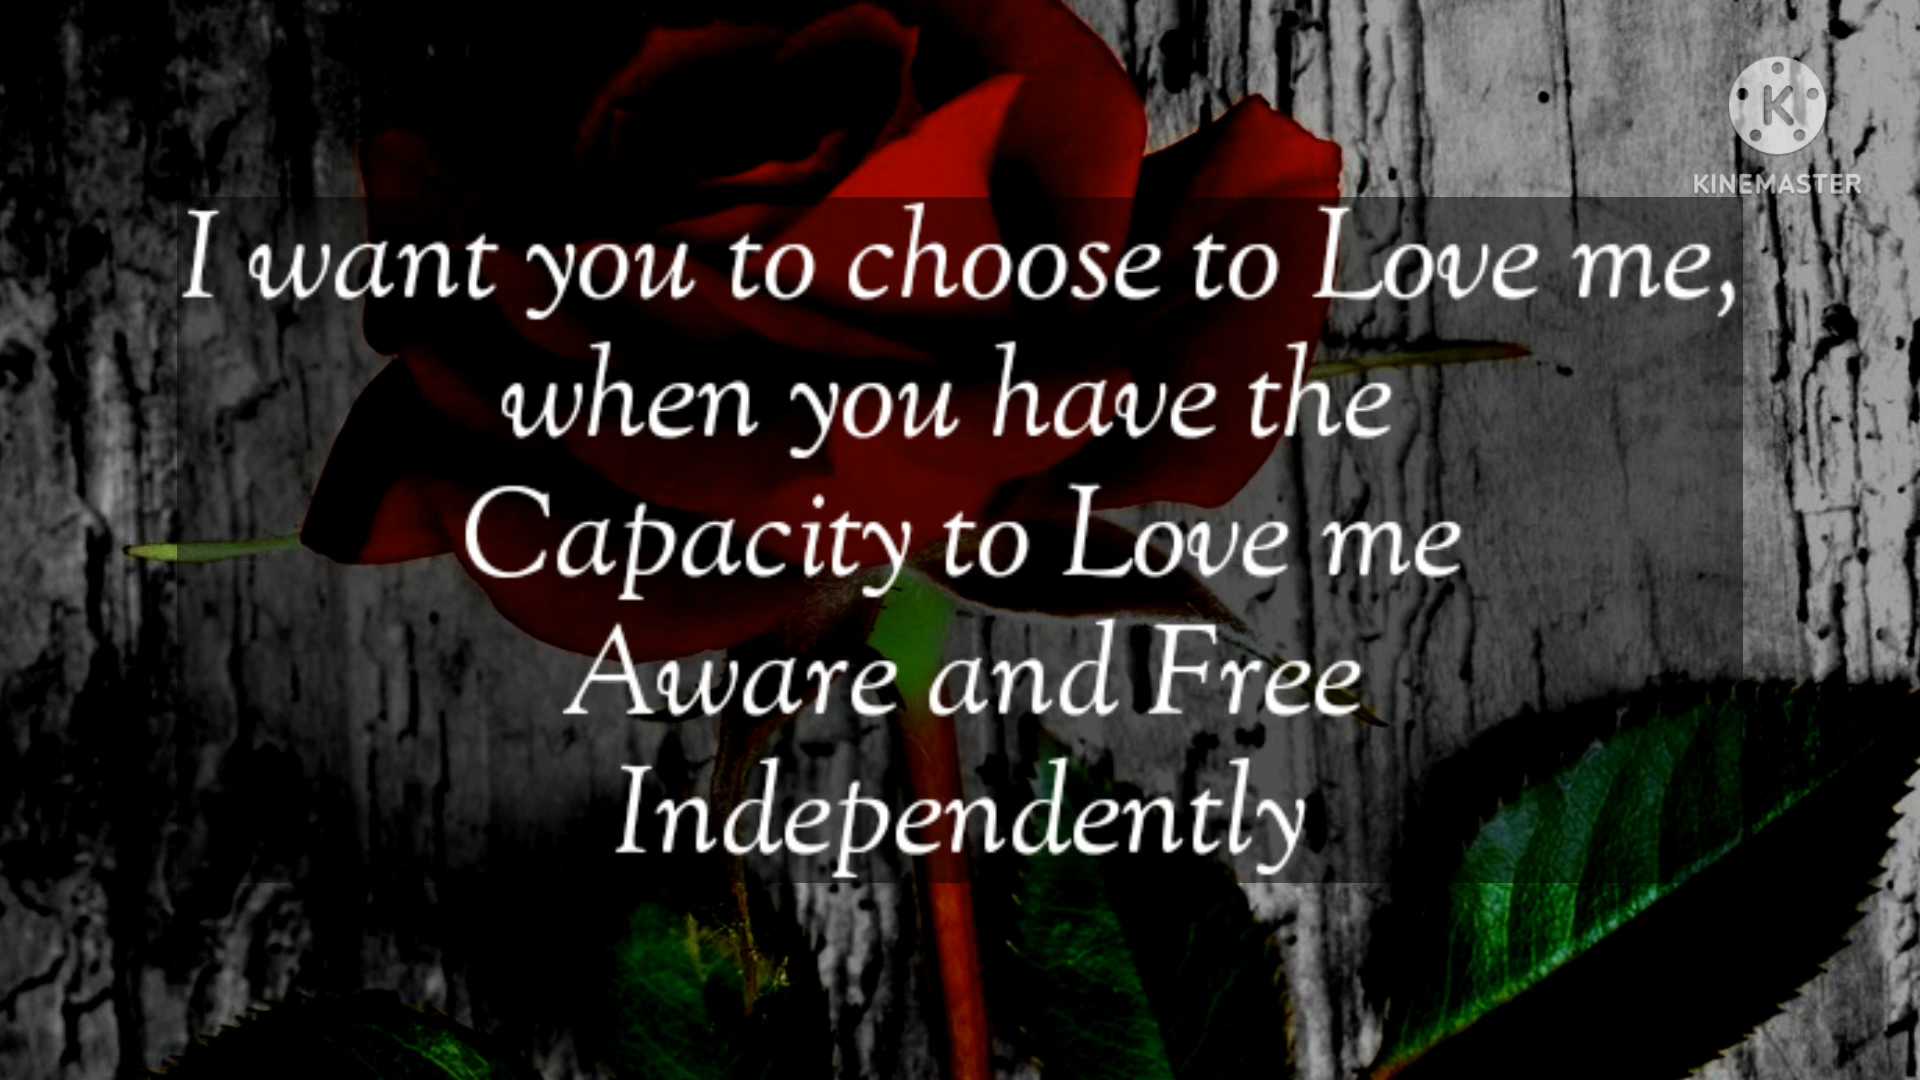 KINEMASTER
I want you to choose to Love me,
when you have the
Capacity to Love me
Aware and Free
Independently